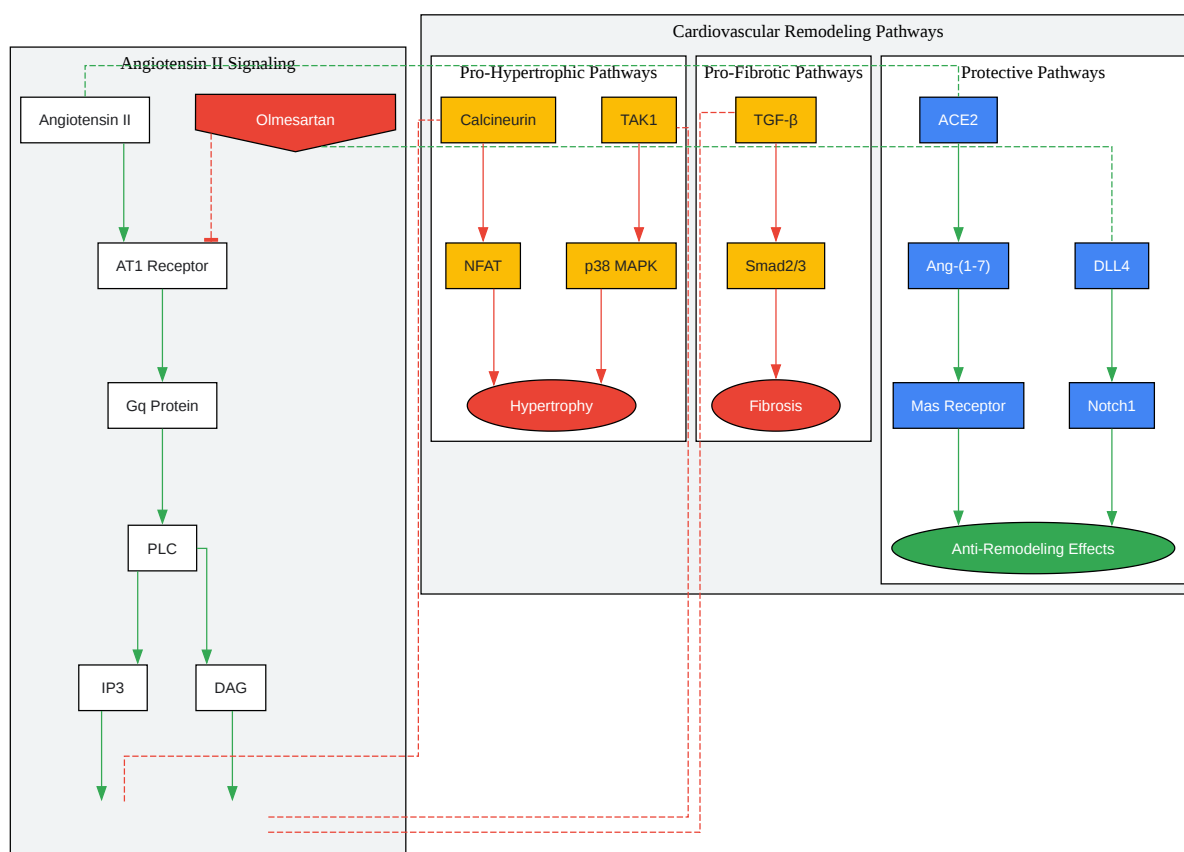 Cardiovascular Remodeling Pathways
Angiotensin II Signaling
Pro-Hypertrophic Pathways
Pro-Fibrotic Pathways
Protective Pathways
Angiotensin II
Olmesartan
Calcineurin
TAK1
TGF-β
ACE2
AT1 Receptor
NFAT
p38 MAPK
Smad2/3
Ang-(1-7)
DLL4
Gq Protein
Hypertrophy
Fibrosis
Mas Receptor
Notch1
PLC
Anti-Remodeling Effects
IP3
DAG